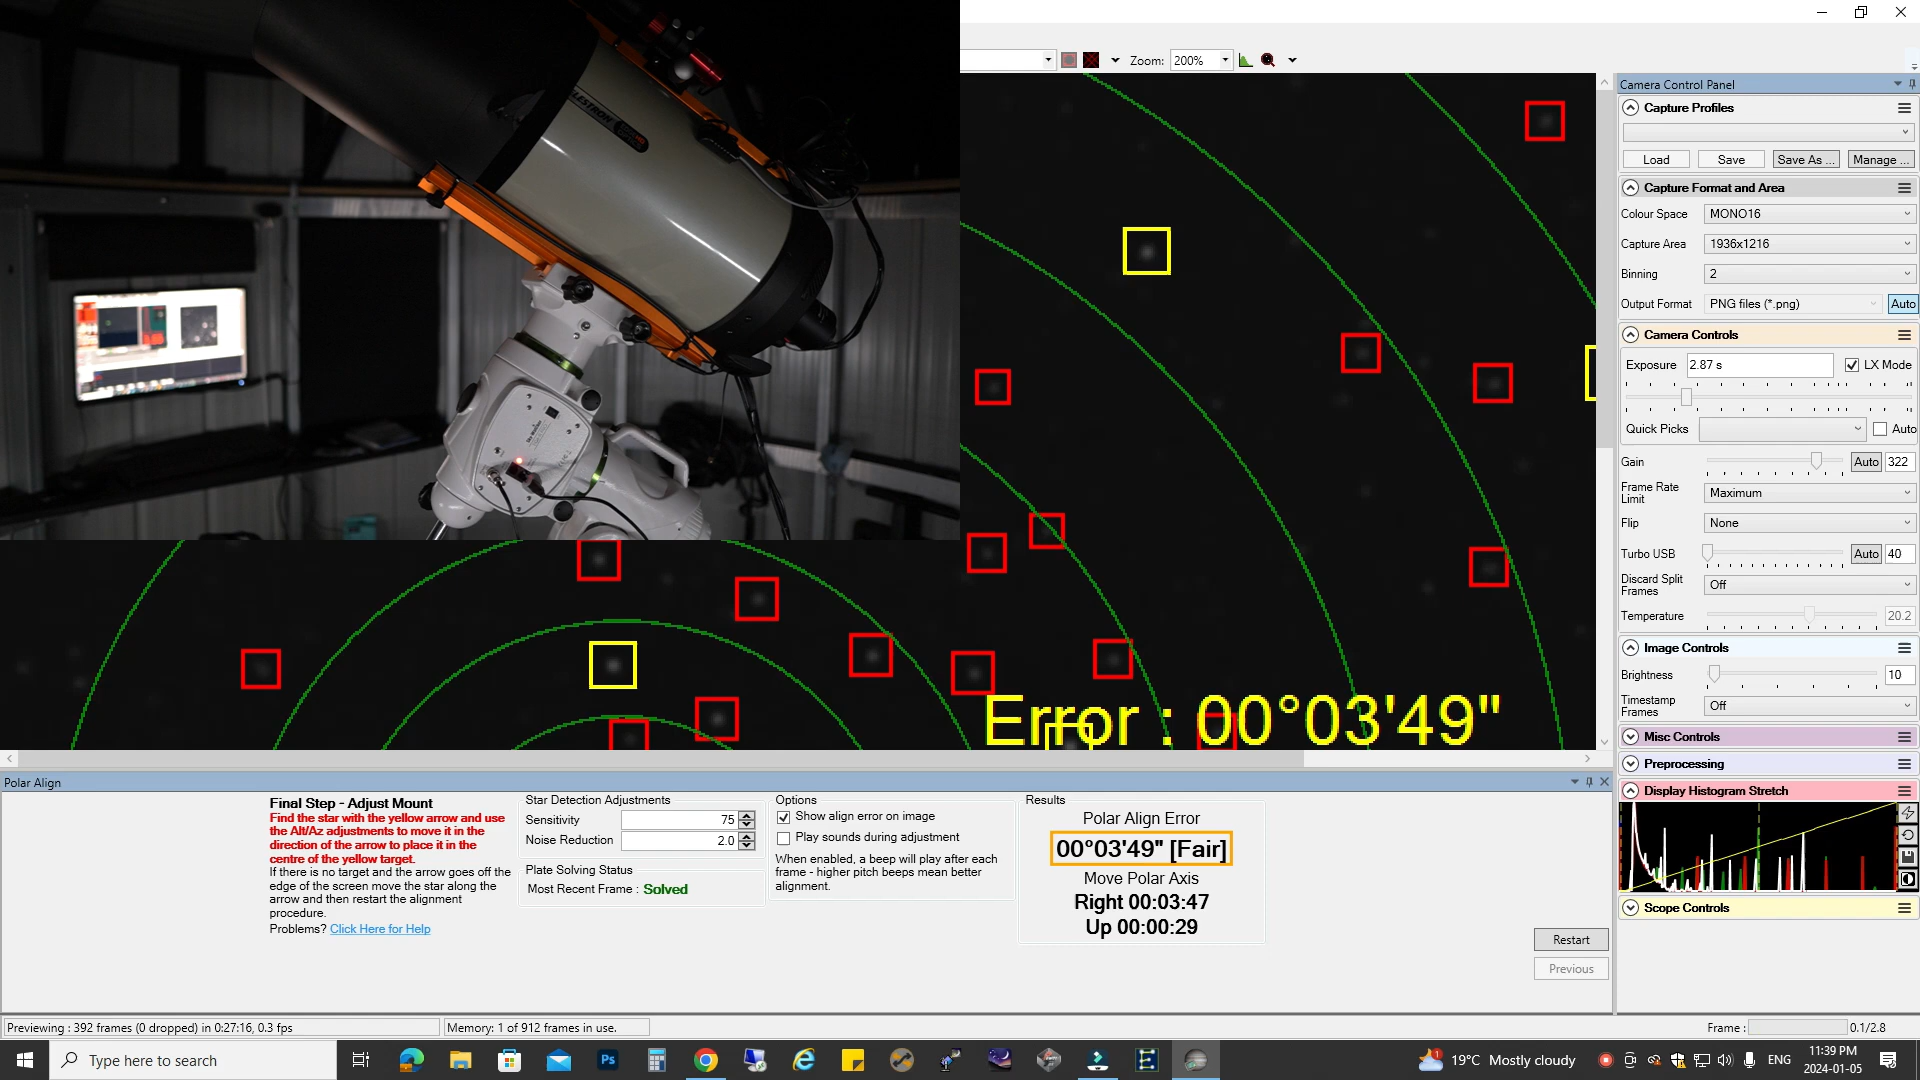 Zoom:
200%
Camera Control Panel
Capture Profiles
Load
Save
Save As ...
Manage ...
Capture Format and Area
Colour Space
MONO16
Capture Area
1936x1216
Binning
2
Output Format
PNG files (*.png)
Auto
Camera Controls
Exposure
2.87 s
LX Mode
Quick Picks
Auto
Gain
Auto
322
Frame Rate
Limit
Maximum
Flip
None
Turbo USB
Auto
40
Discard Split
Frames
Off
Temperature
20.2
Image Controls
Brightness
10
Timestamp
Frames
Off
Misc Controls
Preprocessing
Display Histogram Stretch
Scope Controls
Error : 00°03'49"
Polar Align
Final Step - Adjust Mount
Find the star with the yellow arrow and use
the Alt/Az adjustments to move it in the
direction of the arrow to place it in the
centre of the yellow target.
If there is no target and the arrow goes off the
edge of the screen move the star along the
arrow and then restart the alignment
procedure.
Problems? Click Here for Help
Star Detection Adjustments
Sensitivity
75
Noise Reduction
2.0
Plate Solving Status
Most Recent Frame : Solved
Options
Show align error on image
Play sounds during adjustment
When enabled, a beep will play after each
frame - higher pitch beeps mean better
alignment.
Results
Polar Align Error
00°03'49" [Fair]
Move Polar Axis
Right 00:03:47
Up 00:00:29
Restart
Previous
Previewing : 392 frames (0 dropped) in 0:27:16, 0.3 fps
Memory: 1 of 912 frames in use.
Frame :
0.1/2.8
Type here to search
Ps
1
19°C Mostly cloudy
ENG
11:39 PM
2024-01-05